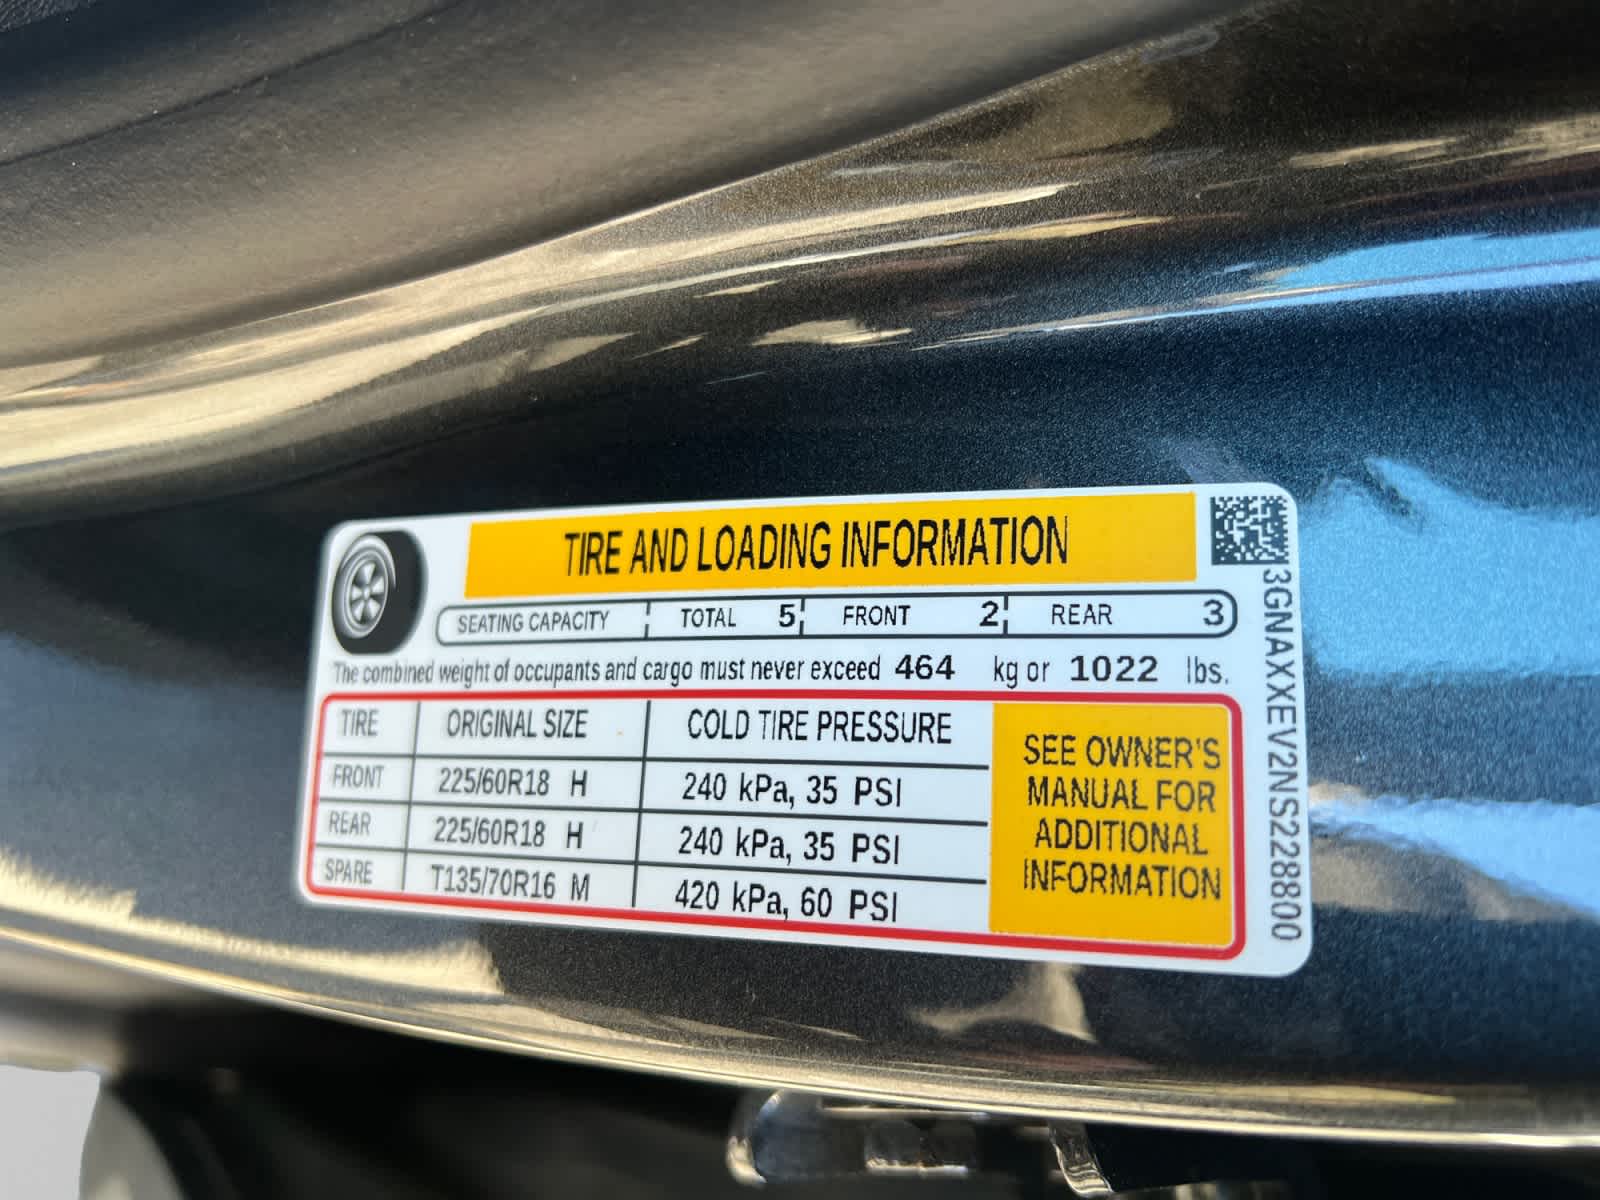 TIRE AND LOADING INFORMATION
SEATING CAPACITY TOTAL 5 FRONT 2 REAR 3
The combined weight of occupants and cargo must never exceed 464 kg or 1022 lbs.
TIRE ORIGINAL SIZE COLD TIRE PRESSURE
FRONT 225/60R18 H 240 kPa, 35 PSI
REAR 225/60R18 H 240 kPa, 35 PSI
SPARE T135/70R16 M 420 kPa, 60 PSI
SEE OWNER'S
MANUAL FOR
ADDITIONAL
INFORMATION
3GNAXXEV2NS228800